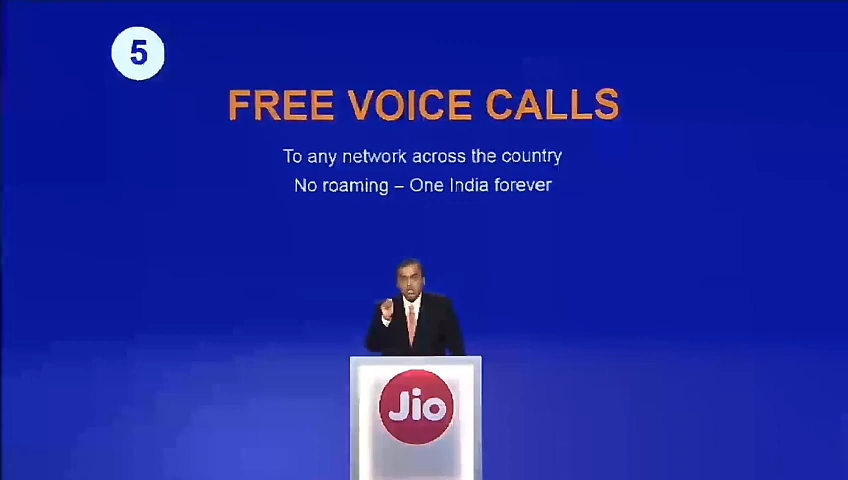 5
FREE VOICE CALLS
To any network across the country
No roaming – One India forever
Jio